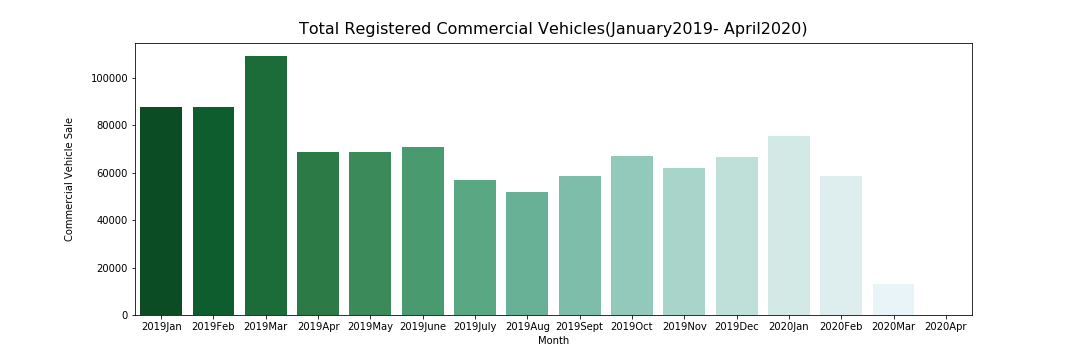 Total Registered Commercial Vehicles(January2019- April2020)
100000
80000
60000
40000
20000
0
Commercial Vehicle Sale
2019Jan 2019Feb 2019Mar 2019Apr 2019May 2019June 2019July 2019Aug 2019Sept 2019Oct 2019Nov 2019Dec 2020Jan 2020Feb 2020Mar 2020Apr
Month